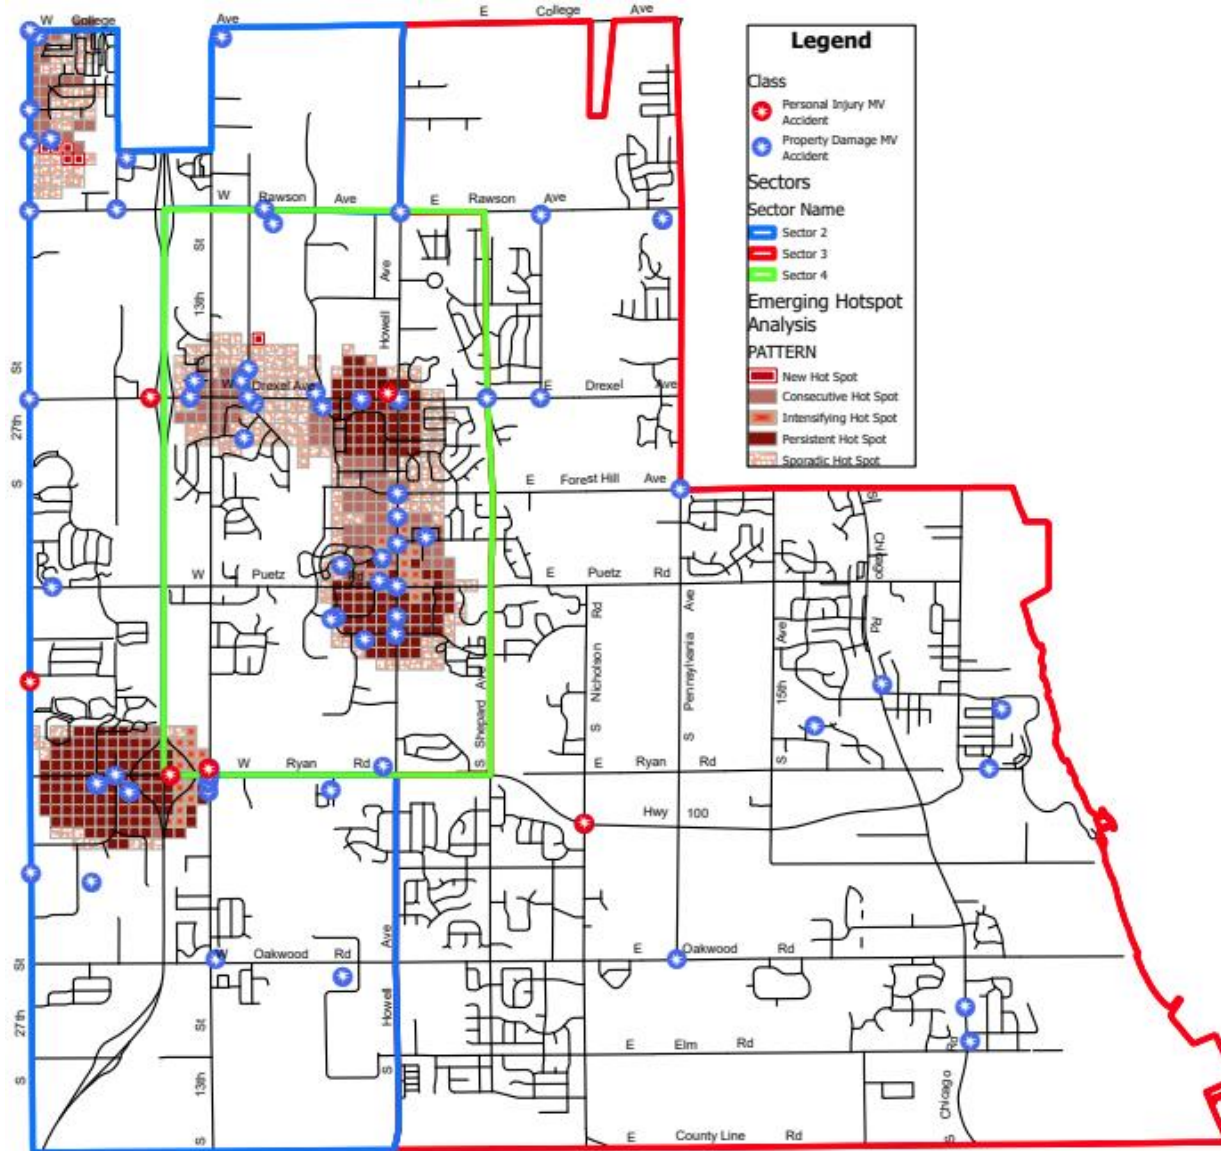 W College Ave
E College Ave
Legend
Class
Personal Injury MV
Accident
Property Damage MV
Accident
Sectors
Sector Name
Sector 2
Sector 3
Sector 4
Emerging Hotspot
Analysis
PATTERN
New Hot Spot
Consecutive Hot Spot
Intensifying Hot Spot
Persistent Hot Spot
Sporadic Hot Spot
W Rawson Ave
E Rawson Ave
13th St
Howell Ave
S 27th St
W Drexel Ave
E Drexel Ave
E Forest Hill Ave
S Chicago Rd
W Puetz Rd
E Puetz Rd
S Nicholson Rd
S Pennsylvania Ave
S 15th Ave
S Shepard Ave
W Ryan Rd
E Ryan Rd
Hwy 100
W Oakwood Rd
E Oakwood Rd
S 27th St
S 13th St
S Howell Ave
E Elm Rd
S Chicago Rd
E County Line Rd